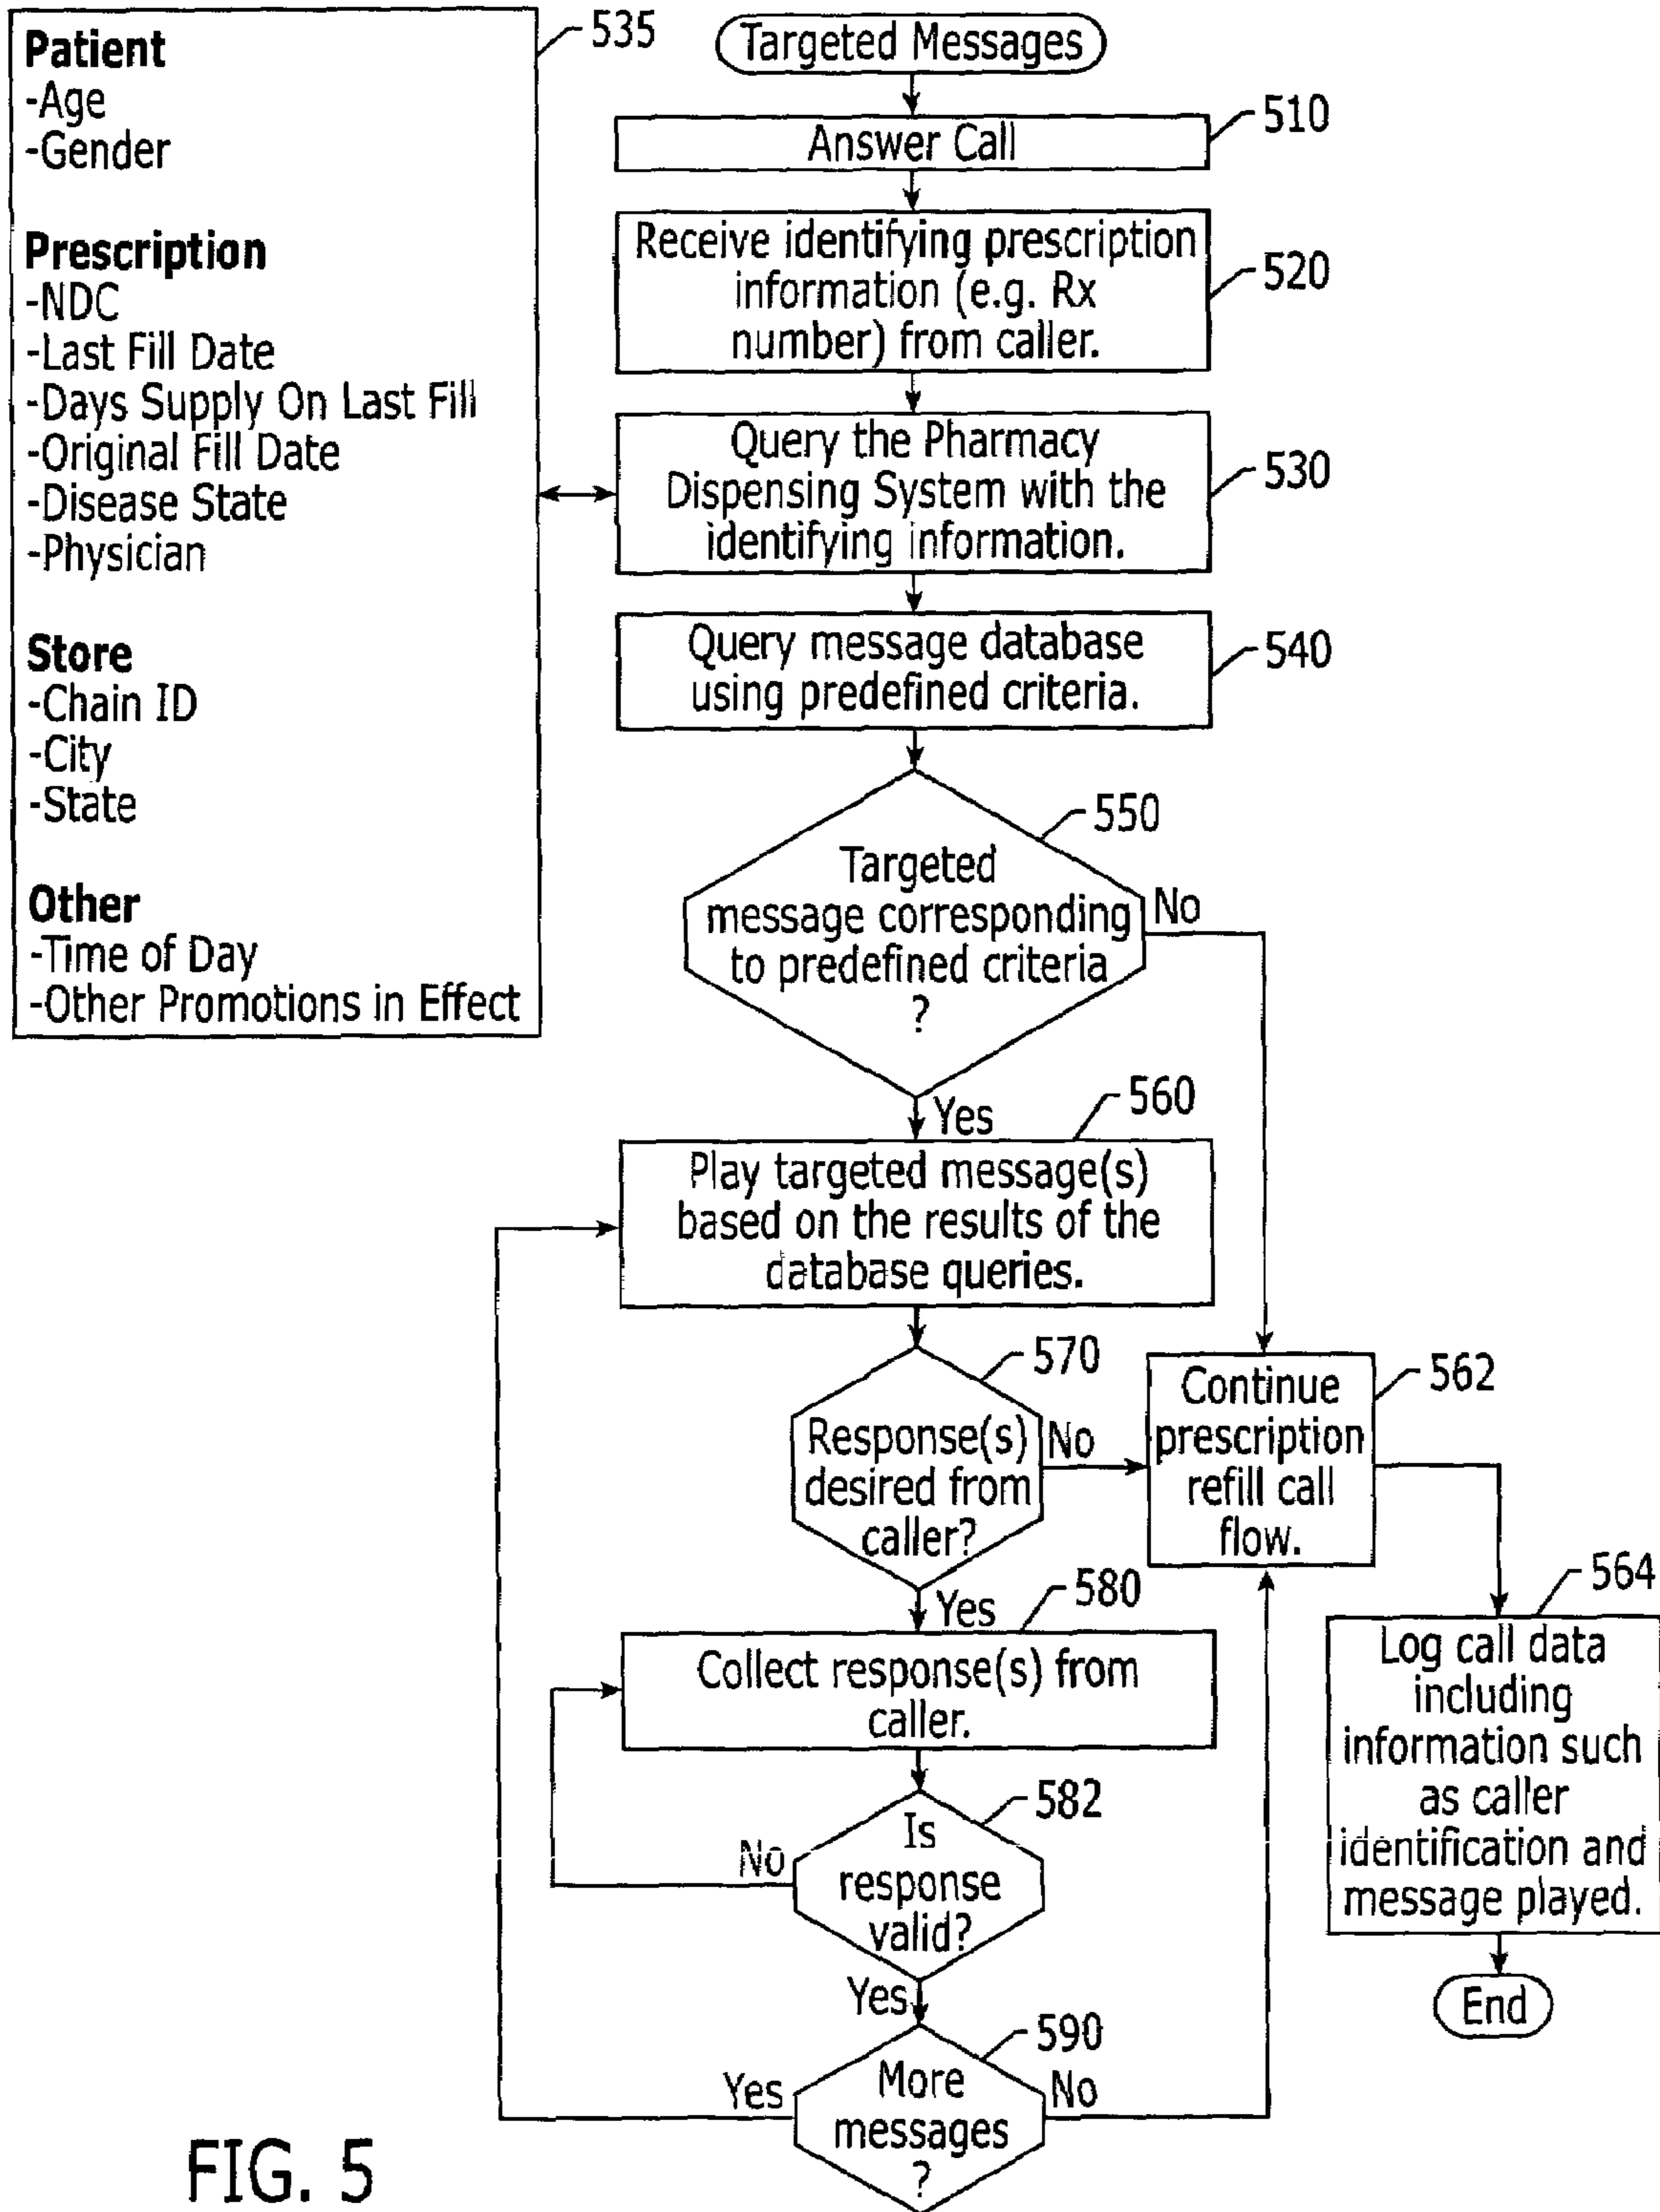 Patient
-Age
-Gender
Prescription
-NDC
-Last Fill Date
-Days Supply On Last Fill
-Original Fill Date
-Disease State
-Physician
Store
-Chain ID
-City
-State
Other
-Time of Day
-Other Promotions in Effect
535
Targeted Messages
Answer Call
510
Receive identifying prescription
information (e.g. Rx
number) from caller.
520
Query the Pharmacy
Dispensing System with the
identifying information.
530
Query message database
using predefined criteria.
540
Targeted
message corresponding
to predefined criteria
?
550
No
Yes
560
Play targeted message(s)
based on the results of the
database queries.
570
Response(s)
desired from
caller?
No
Continue
prescription
refill call
flow.
562
Yes
580
Collect response(s) from
caller.
564
Log call data
including
information such
as caller
identification and
message played.
End
582
Is
response
valid?
No
Yes
590
More
messages
?
Yes
No
FIG. 5